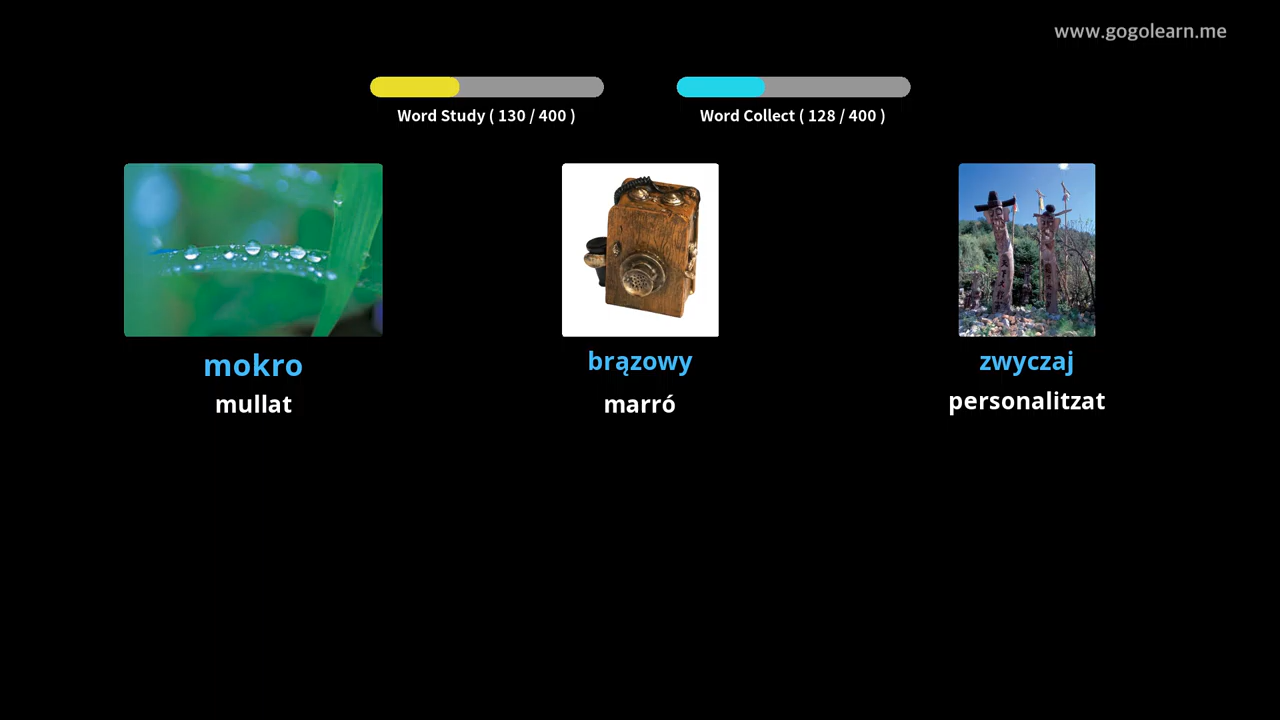 www.gogolearn.me
Word Study ( 130 / 400 )
Word Collect ( 128 / 400 )
mokro
mullat
brązowy
marró
zwyczaj
personalitzat